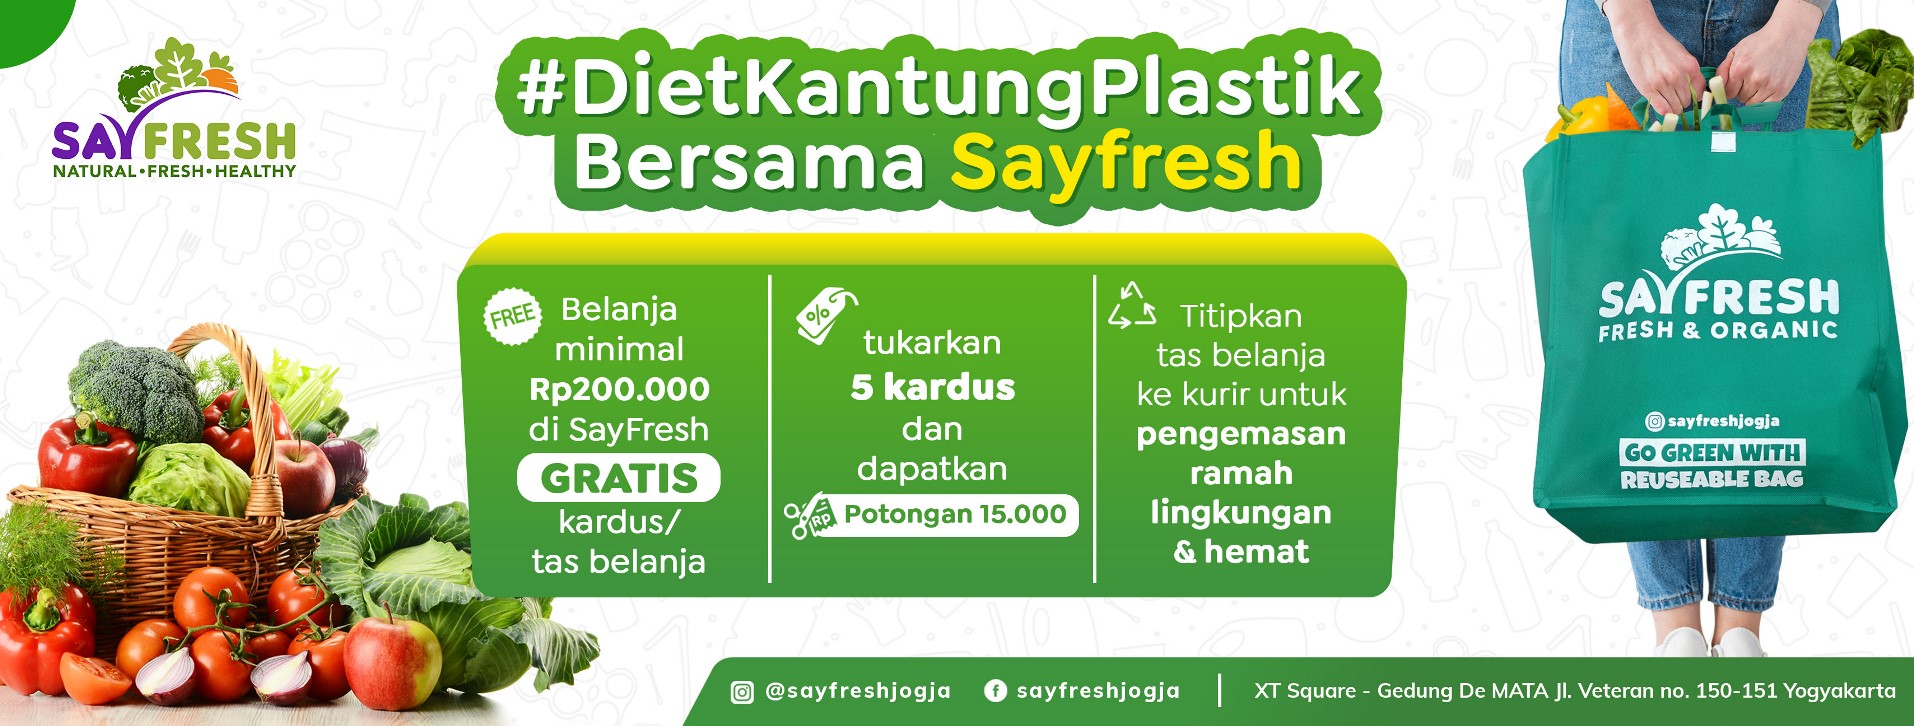 SAYFRESH
NATURAL•FRESH•HEALTHY
#DietKantungPlastik
Bersama Sayfresh
FREE
Belanja
minimal
Rp200.000
di SayFresh
GRATIS
kardus/
tas belanja
%
tukarkan
5 kardus
dan
dapatkan
Rp
Potongan 15.000
Titipkan
tas belanja
ke kurir untuk
pengemasan
ramah
lingkungan
& hemat
SAYFRESH
FRESH & ORGANIC
sayfreshjogja
GO GREEN WITH
REUSEABLE BAG
@sayfreshjogja
sayfreshjogja
XT Square - Gedung De MATA Jl. Veteran no. 150-151 Yogyakarta